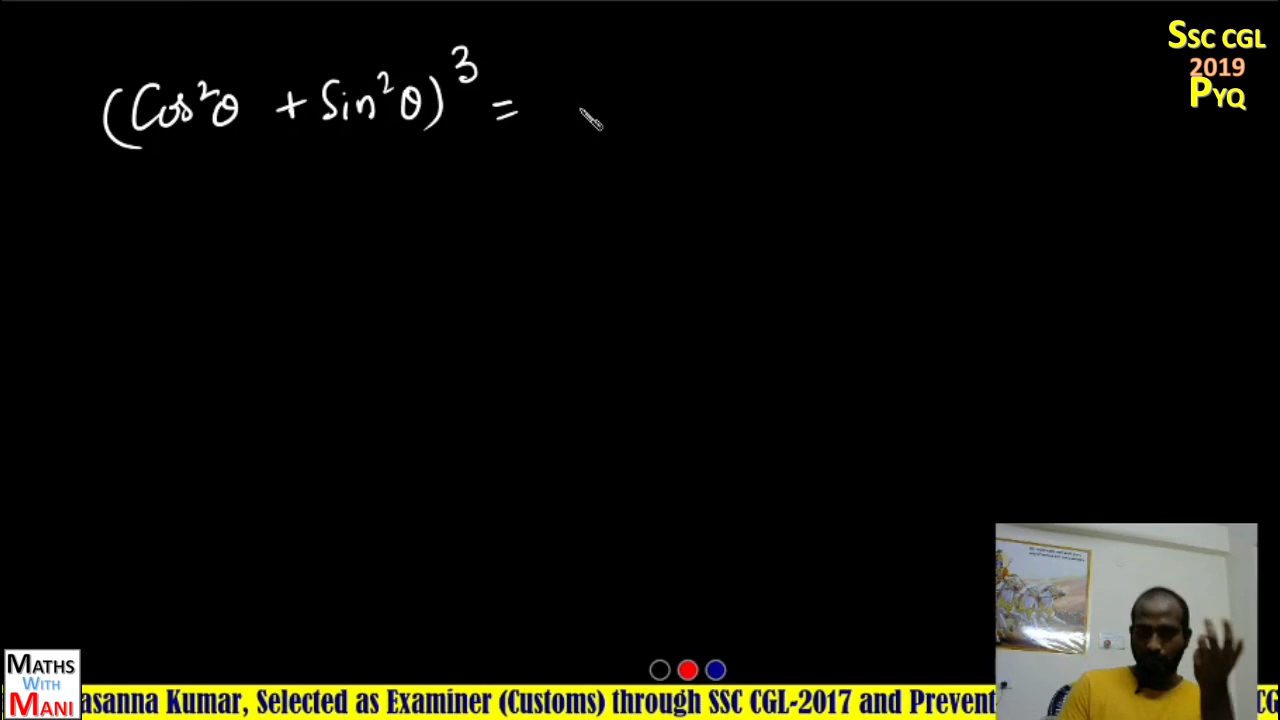 (Cos²θ + Sin²θ)³ =
SSC CGL
2019
PYQ
MATHS
WITH
MANI
asanna Kumar, Selected as Examiner (Customs) through SSC CGL-2017 and Prevent
CG